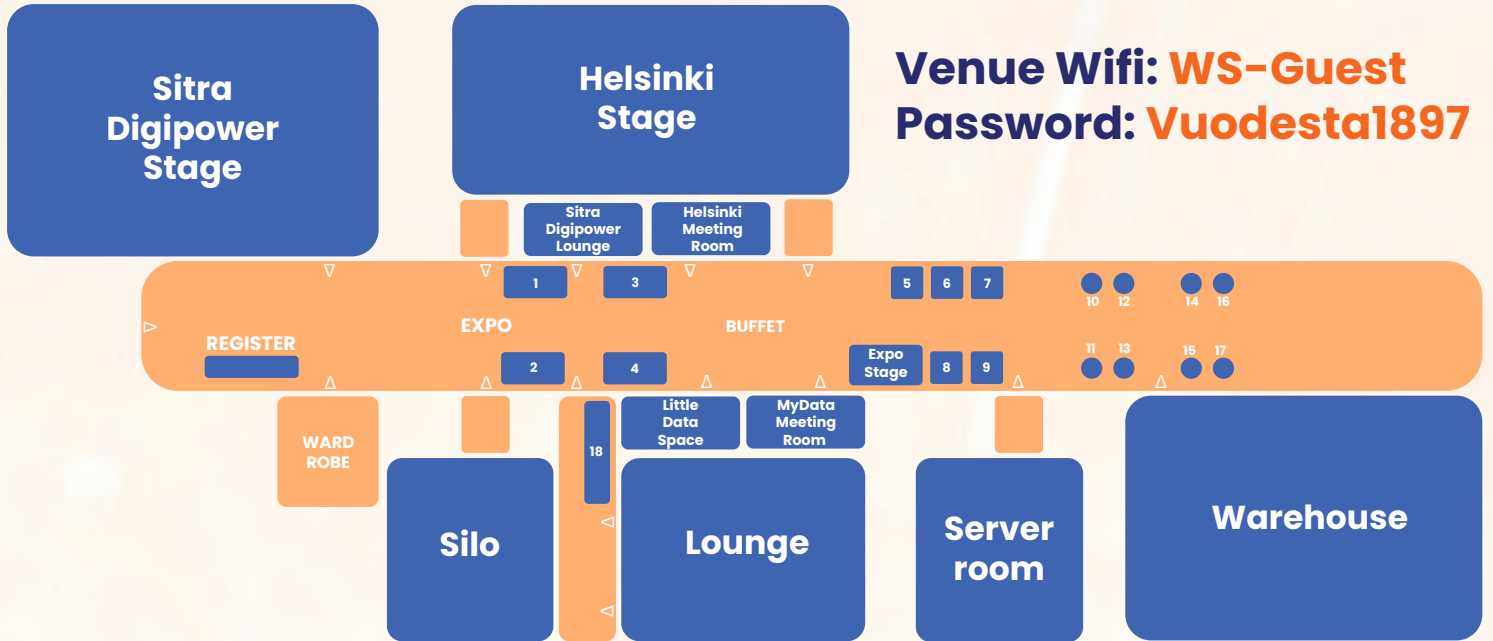 Sitra
Digipower
Stage
Helsinki
Stage
Venue Wifi: WS-Guest
Password: Vuodesta1897
Sitra
Digipower
Lounge
Helsinki
Meeting
Room
1
3
5
6
7
10
12
14
16
REGISTER
EXPO
BUFFET
2
4
Expo
Stage
8
9
11
13
15
17
WARD
ROBE
18
Little
Data
Space
MyData
Meeting
Room
Silo
Lounge
Server
room
Warehouse